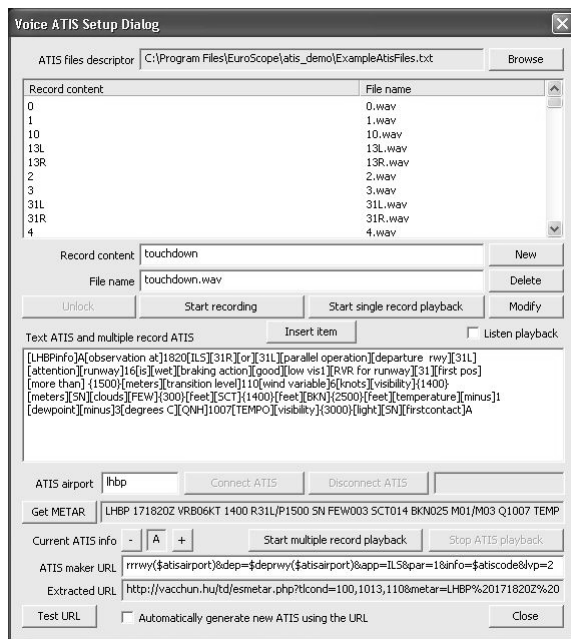 Voice ATIS Setup Dialog
ATIS files descriptor C:\Program Files\EuroScope\atis_demo\ExampleAtisFiles.txt Browse
Record content File name
0 0.wav
1 1.wav
10 10.wav
13L 13L.wav
13R 13R.wav
2 2.wav
3 3.wav
31L 31L.wav
31R 31R.wav
4 4.wav
Record content touchdown New
File name touchdown.wav Delete
Unlock Start recording Start single record playback Modify
Text ATIS and multiple record ATIS Insert item Listen playback
[LHBPinfo]A[observation at]1820[ILS][31R][or][31L][parallel operation][departure rwy][31L]
[attention][runway]16[is][wet][braking action][good][low vis1][RVR for runway][31][first pos]
[more than] {1500}[meters][transition level]110[wind variable]6[knots][visibility]{1400}
[meters][SN][clouds][FEW]{300}[feet][SCT]{1400}[feet][BKN]{2500}[feet][temperature][minus]1
[dewpoint][minus]3[degrees C][QNH]1007[TEMPO][visibility]{3000}[light][SN][firstcontact]A
ATIS airport lhbp Connect ATIS Disconnect ATIS
Get METAR LHBP 171820Z VRB06KT 1400 R31L/P1500 SN FEW003 SCT014 BKN025 M01/M03 Q1007 TEMP
Current ATIS info - A + Start multiple record playback Stop ATIS playback
ATIS maker URL rrrwy($atisairport)&dep=$deprwy($atisairport)&app=ILS&par=1&info=$atiscode&lvp=2
Extracted URL http://vacchun.hu/td/esmetar.php?tlcond=100,1013,110&metar=LHBP%20171820Z%20
Test URL Automatically generate new ATIS using the URL Close